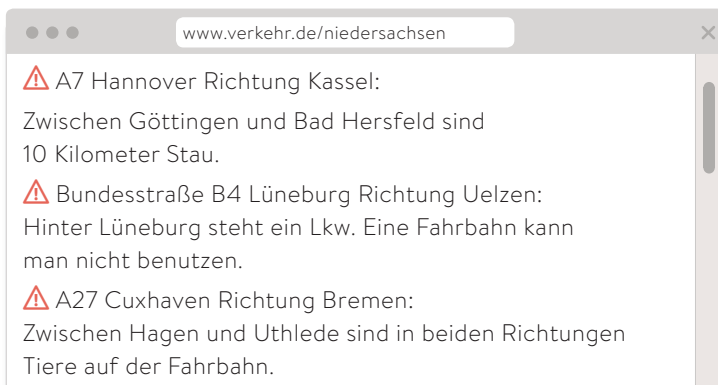 www.verkehr.de/niedersachsen
A7 Hannover Richtung Kassel:
Zwischen Göttingen und Bad Hersfeld sind
10 Kilometer Stau.
Bundesstraße B4 Lüneburg Richtung Uelzen:
Hinter Lüneburg steht ein Lkw. Eine Fahrbahn kann
man nicht benutzen.
A27 Cuxhaven Richtung Bremen:
Zwischen Hagen und Uthlede sind in beiden Richtungen
Tiere auf der Fahrbahn.